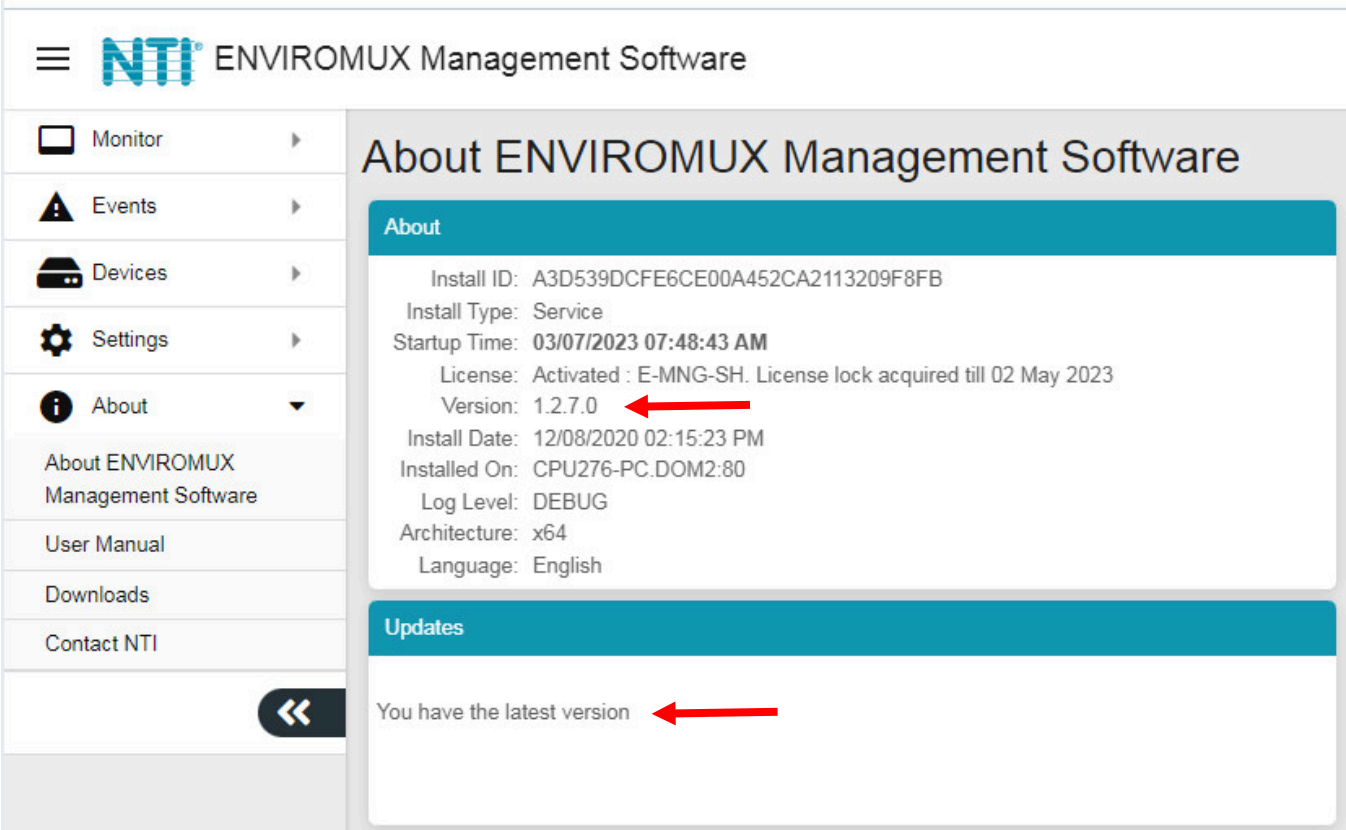 NTI® ENVIROMUX Management Software
Monitor
Events
Devices
Settings
About
About ENVIROMUX
Management Software
User Manual
Downloads
Contact NTI
About ENVIROMUX Management Software
About
Install ID: A3D539DCFE6CE00A452CA2113209F8FB
Install Type: Service
Startup Time: 03/07/2023 07:48:43 AM
License: Activated : E-MNG-SH. License lock acquired till 02 May 2023
Version: 1.2.7.0
Install Date: 12/08/2020 02:15:23 PM
Installed On: CPU276-PC.DOM2:80
Log Level: DEBUG
Architecture: x64
Language: English
Updates
You have the latest version